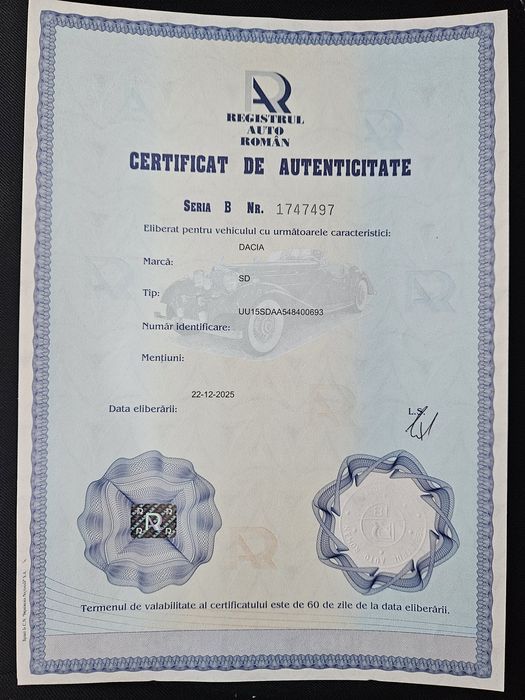 REGISTRUL
AUTO
ROMÂN
CERTIFICAT DE AUTENTICITATE
SERIA B NR. 1747497
Eliberat pentru vehiculul cu următoarele caracteristici:
DACIA
Marcă:
SD
Tip:
UU15SDAA548400693
Număr identificare:
Mențiuni:
22-12-2025
Data eliberării:
L.S.
Termenul de valabilitate al certificatului este de 60 de zile de la data eliberării.